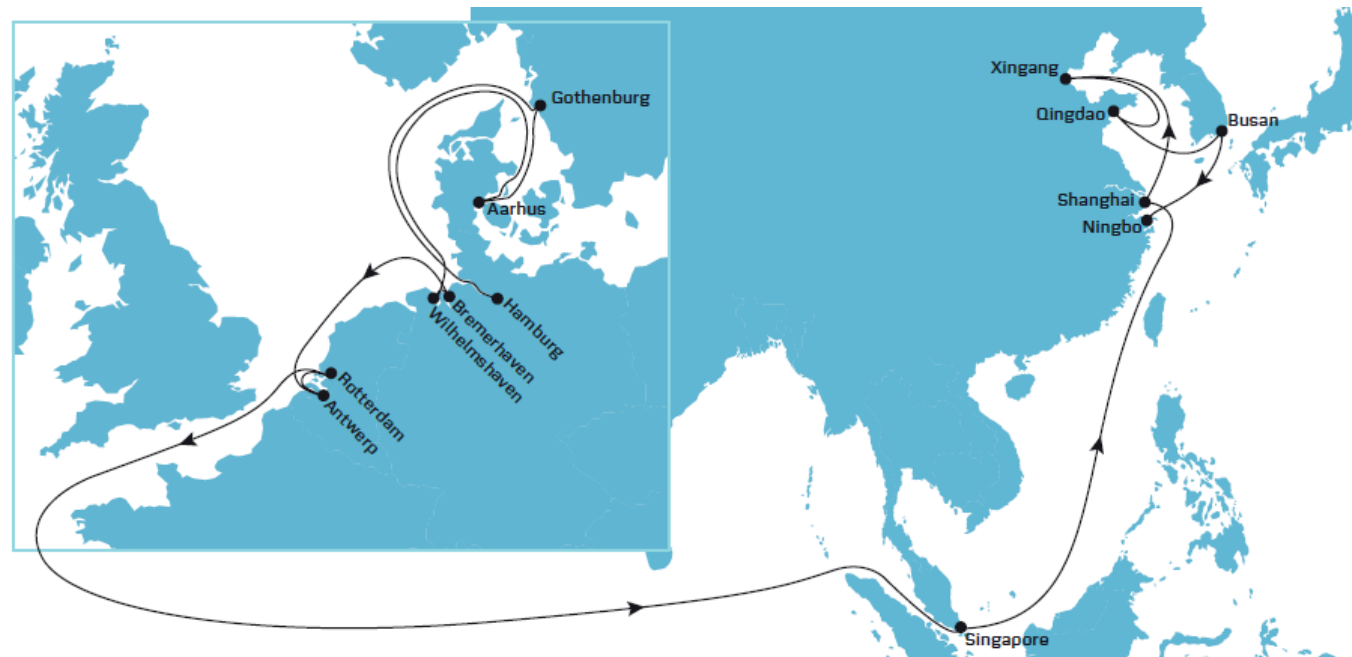 Gothenburg
Aarhus
Hamburg
Bremerhaven
Wilhelmshaven
Rotterdam
Antwerp
Xingang
Qingdao
Busan
Shanghai
Ningbo
Singapore